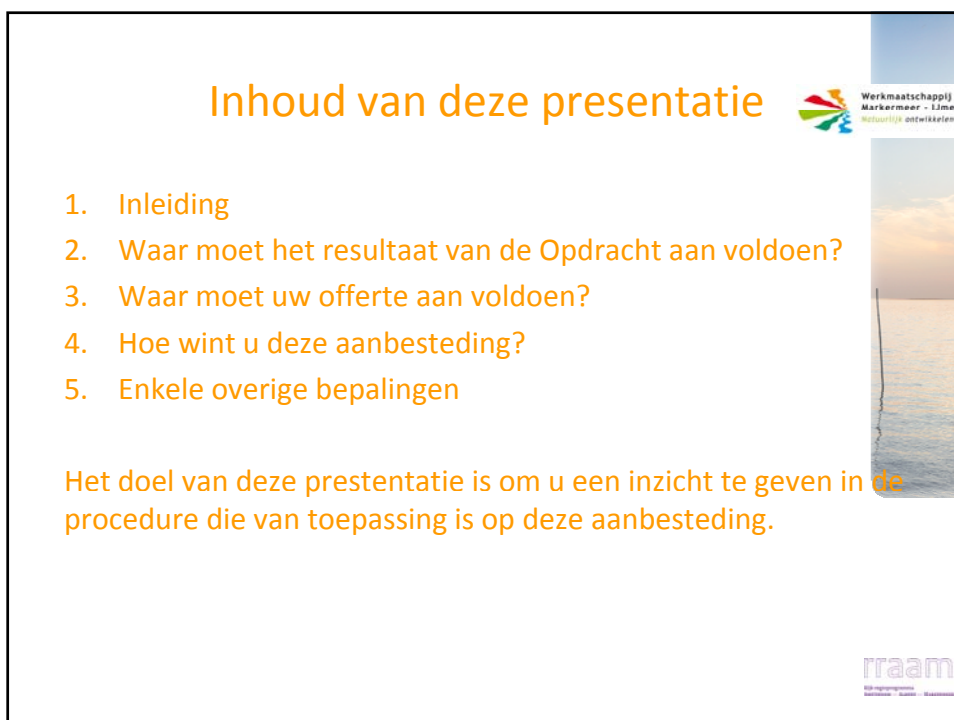 Inhoud van deze presentatie
Werkmaatschappij
Markermeer - IJme
Natuurlijk ontwikkelen
1. Inleiding
2. Waar moet het resultaat van de Opdracht aan voldoen?
3. Waar moet uw offerte aan voldoen?
4. Hoe wint u deze aanbesteding?
5. Enkele overige bepalingen
Het doel van deze prestentatie is om u een inzicht te geven in de
procedure die van toepassing is op deze aanbesteding.
rraam